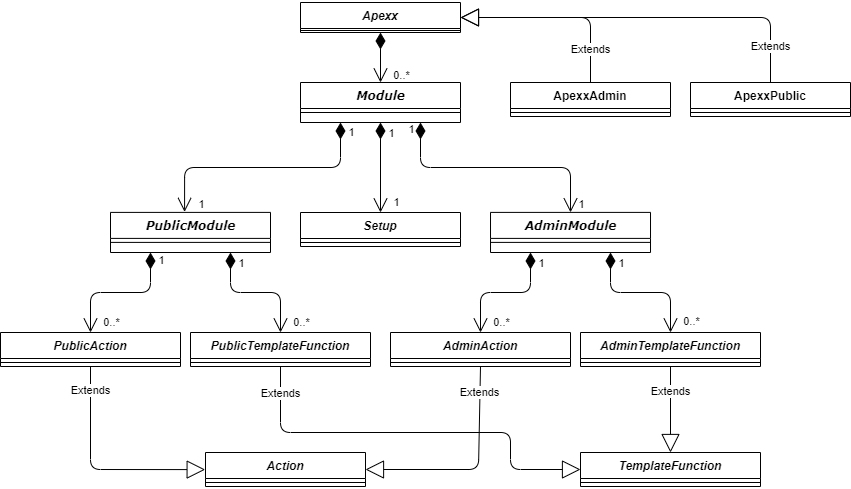 Apexx
Extends
Extends
0..*
Module
ApexxAdmin
ApexxPublic
1
1
1
1
1
1
PublicModule
Setup
AdminModule
1
1
1
1
0..*
0..*
0..*
0..*
PublicAction
PublicTemplateFunction
AdminAction
AdminTemplateFunction
Extends
Extends
Extends
Extends
Action
TemplateFunction